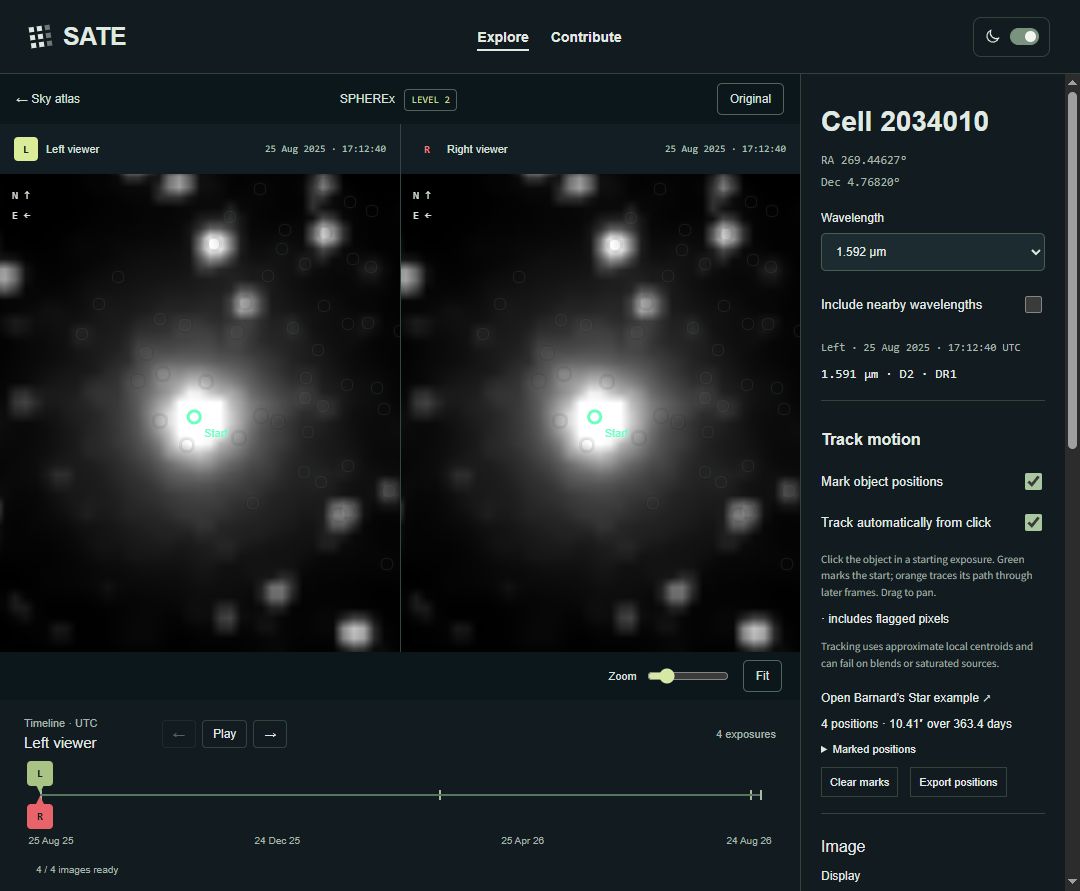 SATE
Explore
Contribute
← Sky atlas
SPHEREx
LEVEL 2
Original
L
Left viewer
25 Aug 2025 · 17:12:40
R
Right viewer
25 Aug 2025 · 17:12:40
N ↑
E ←
N ↑
E ←
Start
Start
Zoom
Fit
Timeline · UTC
Left viewer
←
Play
→
4 exposures
L
R
25 Aug 25
24 Dec 25
25 Apr 26
24 Aug 26
4 / 4 images ready
Cell 2034010
RA 269.44627°
Dec 4.76820°
Wavelength
1.592 µm
Include nearby wavelengths
Left · 25 Aug 2025 · 17:12:40 UTC
1.591 µm · D2 · DR1
Track motion
Mark object positions
Track automatically from click
Click the object in a starting exposure. Green
marks the start; orange traces its path through
later frames. Drag to pan.
· includes flagged pixels
Tracking uses approximate local centroids and
can fail on blends or saturated sources.
Open Barnard's Star example ↗
4 positions · 10.41″ over 363.4 days
▶ Marked positions
Clear marks
Export positions
Image
Display